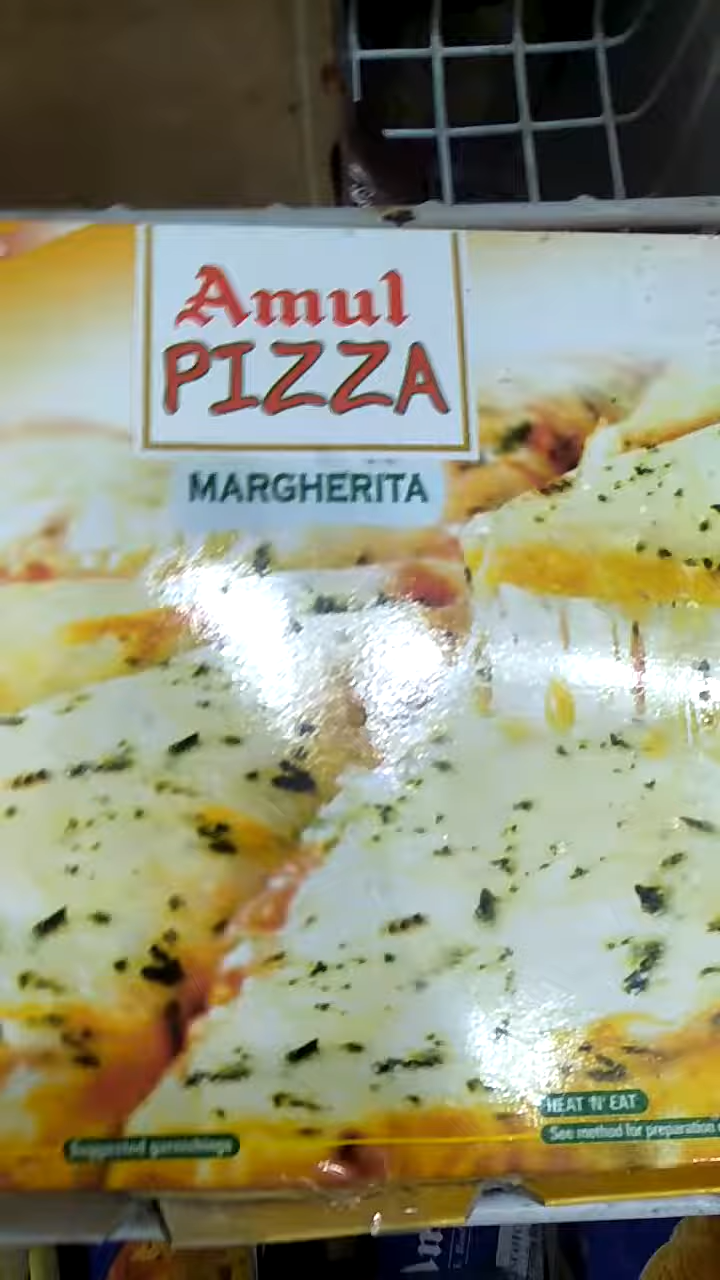 Amul
PIZZA
MARGHERITA
HEAT 'N' EAT
See method for preparation
Suggested garnishings